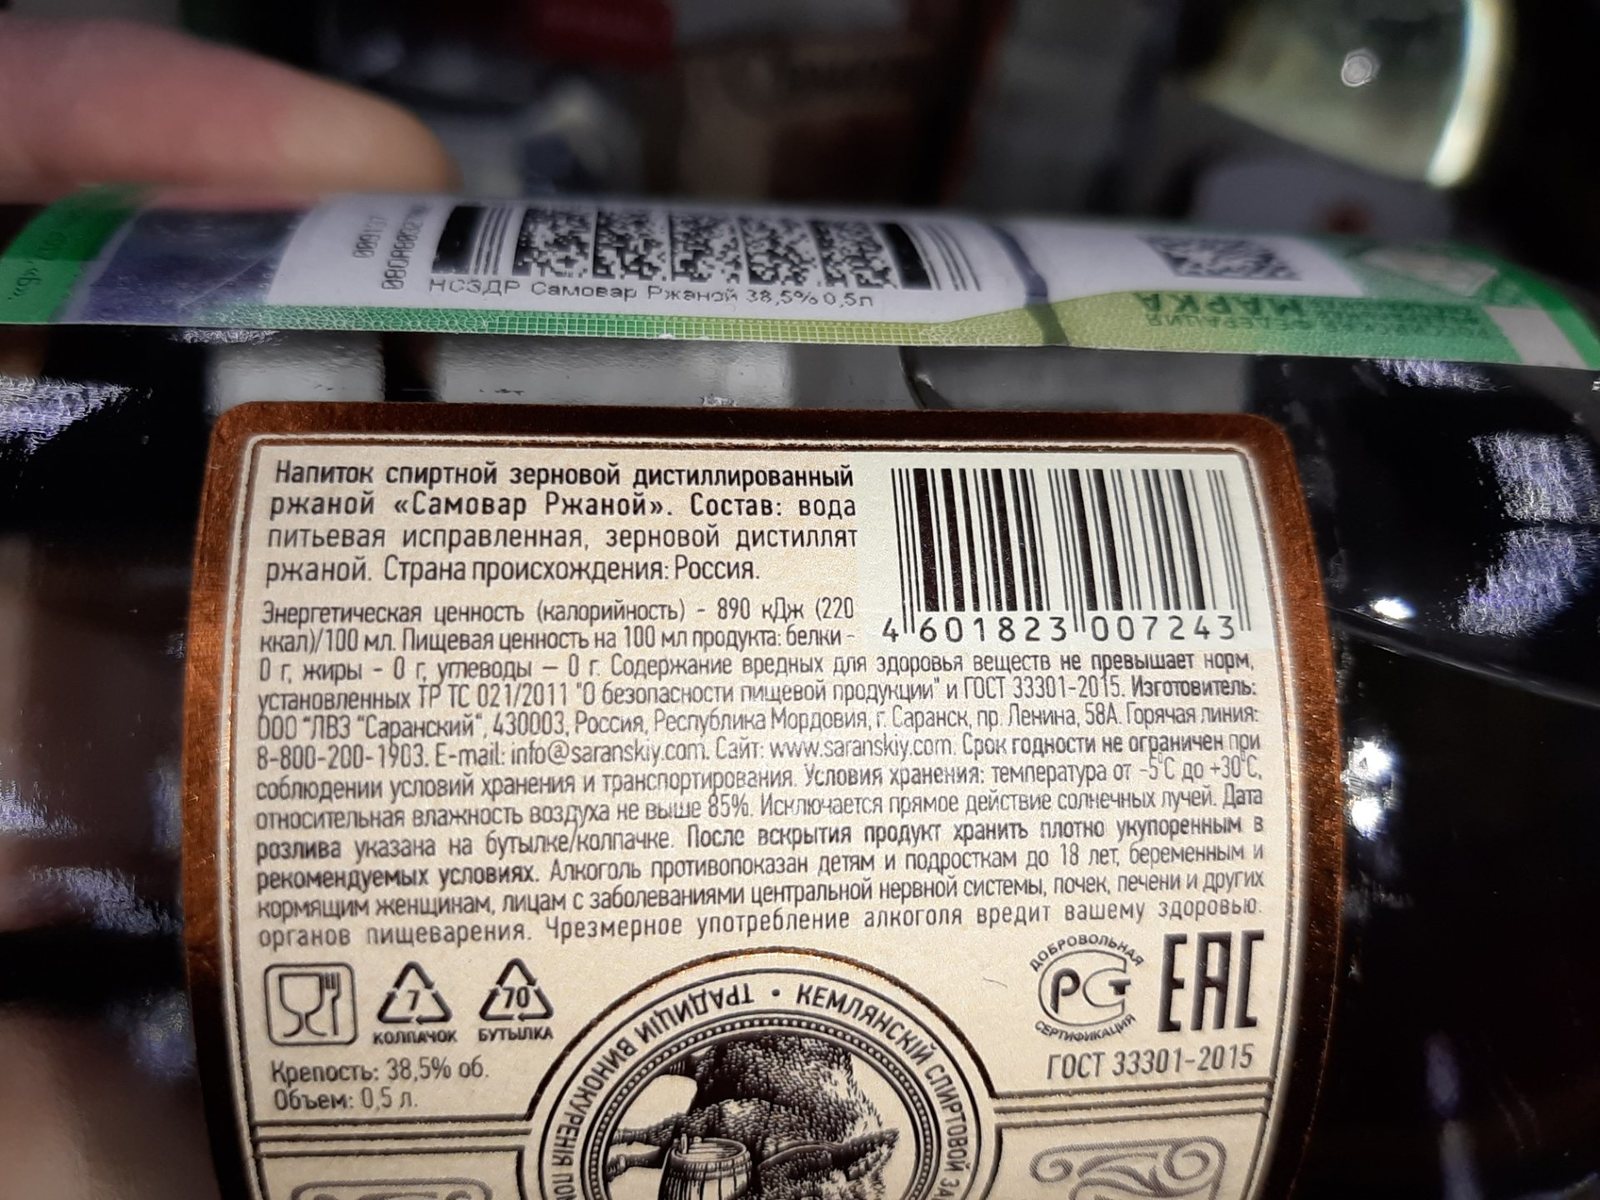 НСЗДР Самовар Ржаной 38,5% 0,5л
МАРКА
Напиток спиртной зерновой дистиллированный
ржаной «Самовар Ржаной». Состав: вода
питьевая исправленная, зерновой дистиллят
ржаной. Страна происхождения: Россия.
Энергетическая ценность (калорийность) - 890 кДж (220
ккал)/100 мл. Пищевая ценность на 100 мл продукта: белки -
0 г, жиры - 0 г, углеводы — 0 г. Содержание вредных для здоровья веществ не превышает норм,
установленных ТР ТС 021/2011 "О безопасности пищевой продукции" и ГОСТ 33301-2015. Изготовитель:
ООО "ЛВЗ "Саранский", 430003, Россия, Республика Мордовия, г. Саранск, пр. Ленина, 58А. Горячая линия:
8-800-200-1903. E-mail: info@saranskiy.com. Сайт: www.saranskiy.com. Срок годности не ограничен при
соблюдении условий хранения и транспортирования. Условия хранения: температура от -5°С до +30°С,
относительная влажность воздуха не выше 85%. Исключается прямое действие солнечных лучей. Дата
розлива указана на бутылке/колпачке. После вскрытия продукт хранить плотно укупоренным в
рекомендуемых условиях. Алкоголь противопоказан детям и подросткам до 18 лет, беременным и
кормящим женщинам, лицам с заболеваниями центральной нервной системы, почек, печени и других
органов пищеварения. Чрезмерное употребление алкоголя вредит вашему здоровью.
4 601823 007243
7
КОЛПАЧОК
70
БУТЫЛКА
ДОБРОВОЛЬНАЯ
РСТ
СЕРТИФИКАЦИЯ
ЕАС
ГОСТ 33301-2015
Крепость: 38,5% об.
Объем: 0,5 л.
ТРАДИЦІИ ВИНОКУРЕНІЯ
КЕМЛЯНСКІЙ СПИРТОВОЙ